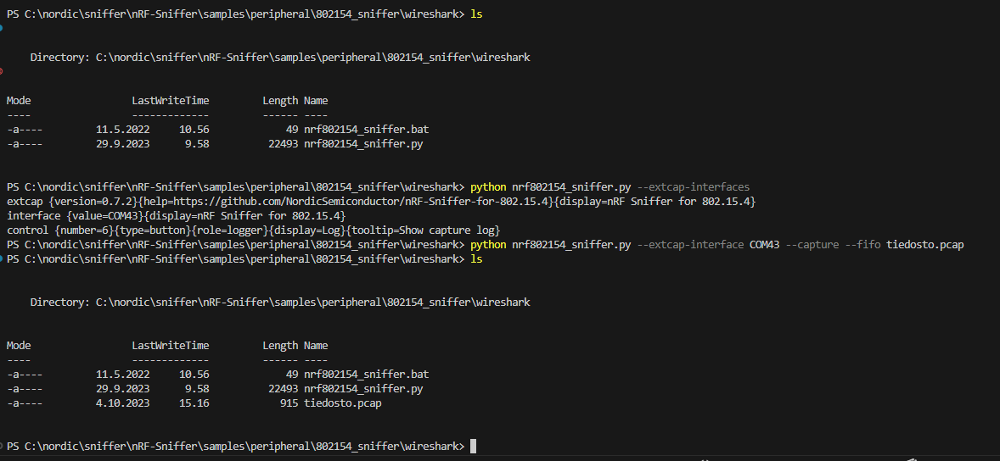 PS C:\nordic\sniffer\nRF-Sniffer\samples\peripheral\802154_sniffer\wireshark> ls
Directory: C:\nordic\sniffer\nRF-Sniffer\samples\peripheral\802154_sniffer\wireshark
Mode LastWriteTime Length Name
---- ------------- ------ ----
-a---- 11.5.2022 10.56 49 nrf802154_sniffer.bat
-a---- 29.9.2023 9.58 22493 nrf802154_sniffer.py
PS C:\nordic\sniffer\nRF-Sniffer\samples\peripheral\802154_sniffer\wireshark> python nrf802154_sniffer.py --extcap-interfaces
extcap {version=0.7.2}{help=https://github.com/NordicSemiconductor/nRF-Sniffer-for-802.15.4}{display=nRF Sniffer for 802.15.4}
interface {value=COM43}{display=nRF Sniffer for 802.15.4}
control {number=6}{type=button}{role=logger}{display=Log}{tooltip=Show capture log}
PS C:\nordic\sniffer\nRF-Sniffer\samples\peripheral\802154_sniffer\wireshark> python nrf802154_sniffer.py --extcap-interface COM43 --capture --fifo tiedosto.pcap
PS C:\nordic\sniffer\nRF-Sniffer\samples\peripheral\802154_sniffer\wireshark> ls
Directory: C:\nordic\sniffer\nRF-Sniffer\samples\peripheral\802154_sniffer\wireshark
Mode LastWriteTime Length Name
---- ------------- ------ ----
-a---- 11.5.2022 10.56 49 nrf802154_sniffer.bat
-a---- 29.9.2023 9.58 22493 nrf802154_sniffer.py
-a---- 4.10.2023 15.16 915 tiedosto.pcap
PS C:\nordic\sniffer\nRF-Sniffer\samples\peripheral\802154_sniffer\wireshark>